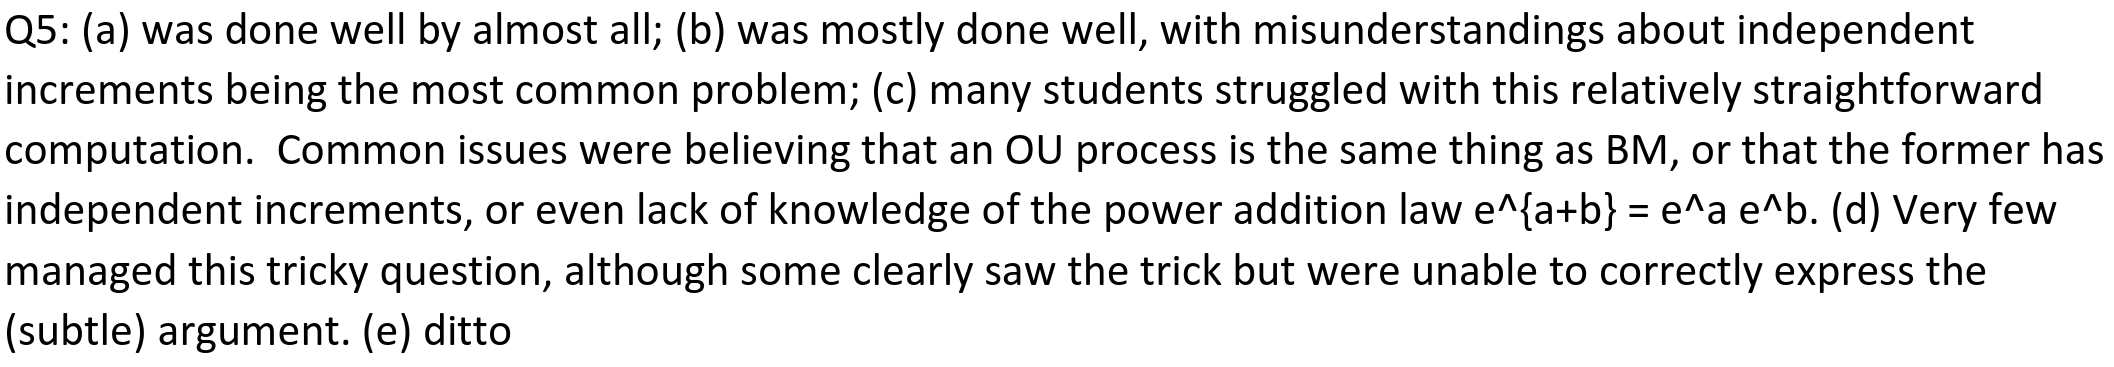 Q5: (a) was done well by almost all; (b) was mostly done well, with misunderstandings about independent
increments being the most common problem; (c) many students struggled with this relatively straightforward
computation.  Common issues were believing that an OU process is the same thing as BM, or that the former has
independent increments, or even lack of knowledge of the power addition law e^{a+b} = e^a e^b. (d) Very few
managed this tricky question, although some clearly saw the trick but were unable to correctly express the
(subtle) argument. (e) ditto